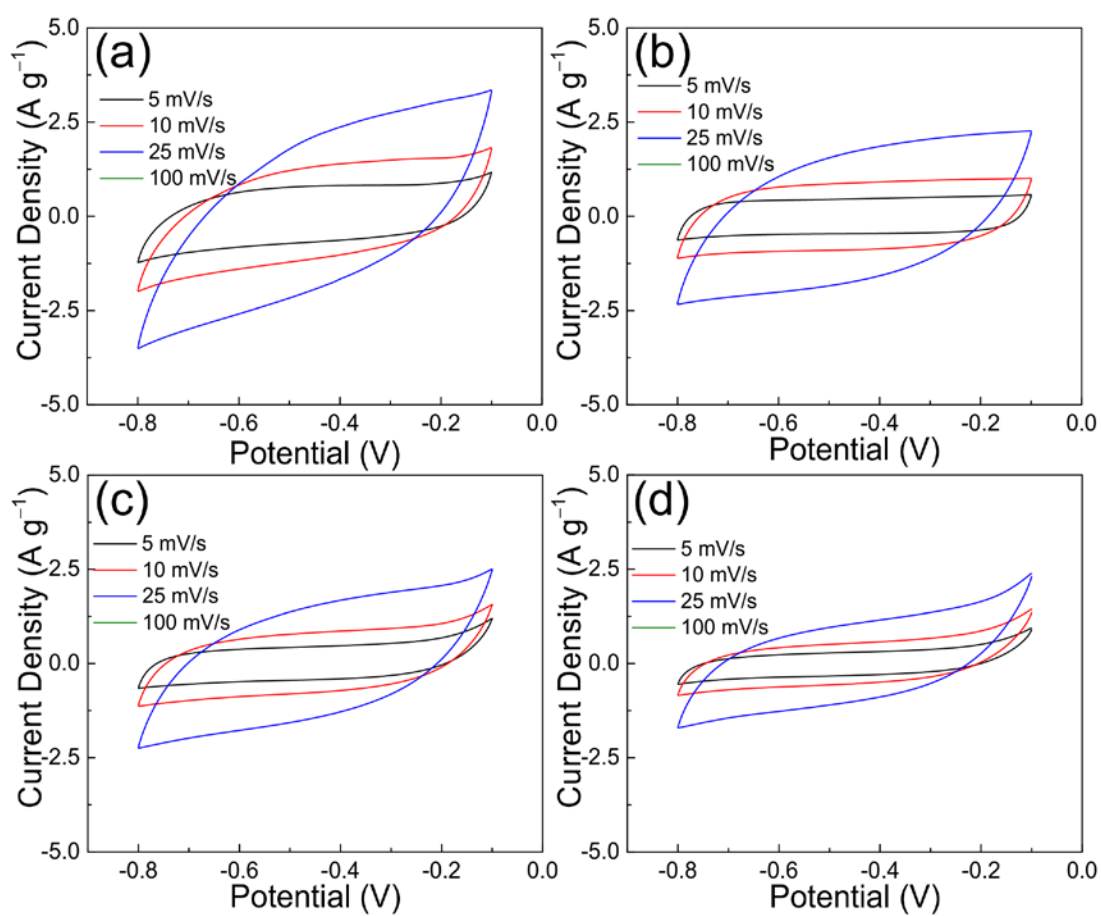 (a)
5 mV/s
10 mV/s
25 mV/s
100 mV/s
Current Density (A g⁻¹)
5.0
2.5
0.0
-2.5
-5.0
-0.8 -0.6 -0.4 -0.2 0.0
Potential (V)
(b)
5 mV/s
10 mV/s
25 mV/s
100 mV/s
Current Density (A g⁻¹)
5.0
2.5
0.0
-2.5
-5.0
-0.8 -0.6 -0.4 -0.2 0.0
Potential (V)
(c)
5 mV/s
10 mV/s
25 mV/s
100 mV/s
Current Density (A g⁻¹)
5.0
2.5
0.0
-2.5
-5.0
-0.8 -0.6 -0.4 -0.2 0.0
Potential (V)
(d)
5 mV/s
10 mV/s
25 mV/s
100 mV/s
Current Density (A g⁻¹)
5.0
2.5
0.0
-2.5
-5.0
-0.8 -0.6 -0.4 -0.2 0.0
Potential (V)